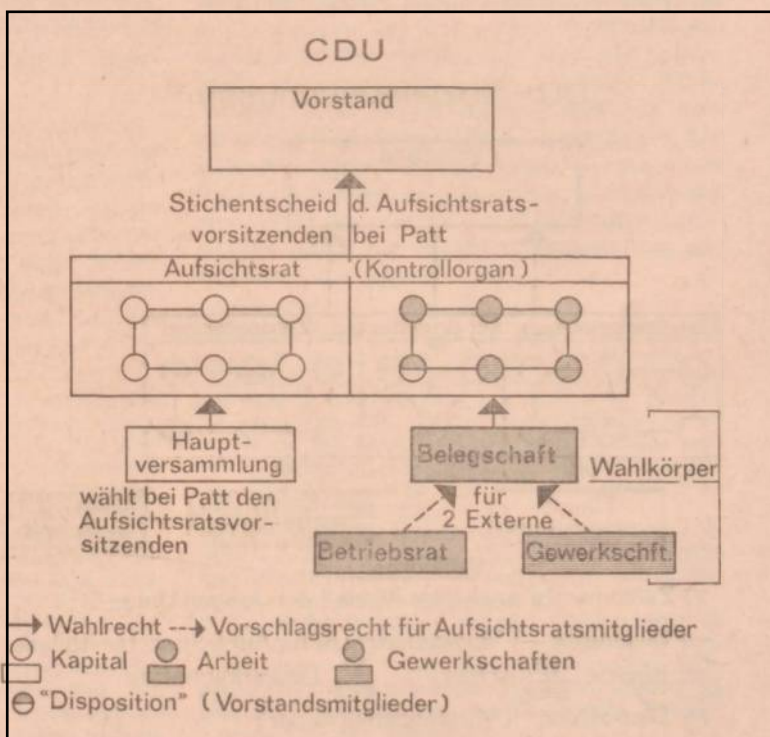 CDU
Vorstand
Stichentscheid d. Aufsichtsrats-
vorsitzenden bei Patt
Aufsichtsrat (Kontrollorgan)
Haupt-
versammlung
wählt bei Patt den
Aufsichtsratsvor-
sitzenden
Belegschaft
für
2 Externe
Wahlkörper
Betriebsrat
Gewerkschft.
Wahlrecht Vorschlagsrecht für Aufsichtsratsmitglieder
Kapital Arbeit Gewerkschaften
"Disposition" (Vorstandsmitglieder)